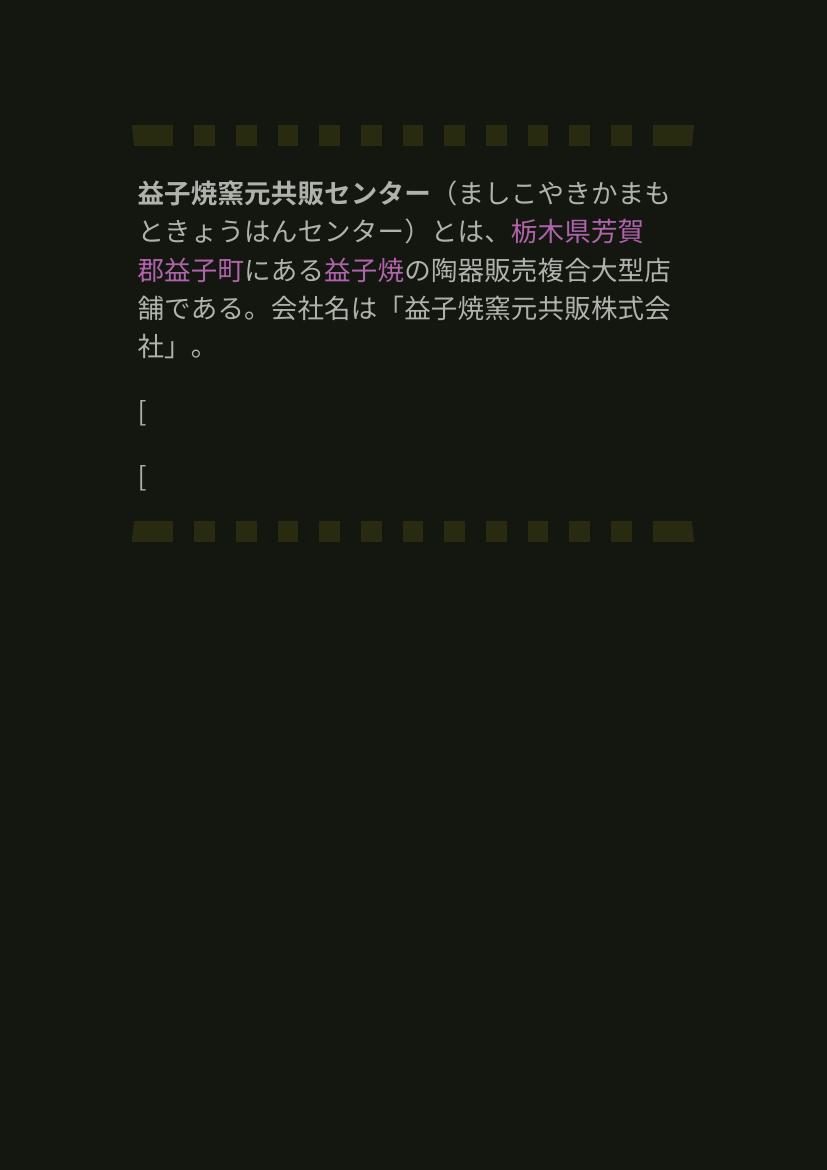 益子焼窯元共販センター（ましこやきかまも
ときょうはんセンター）とは、栃木県芳賀
郡益子町にある益子焼の陶器販売複合大型店
舗である。会社名は「益子焼窯元共販株式会
社」。
[
[